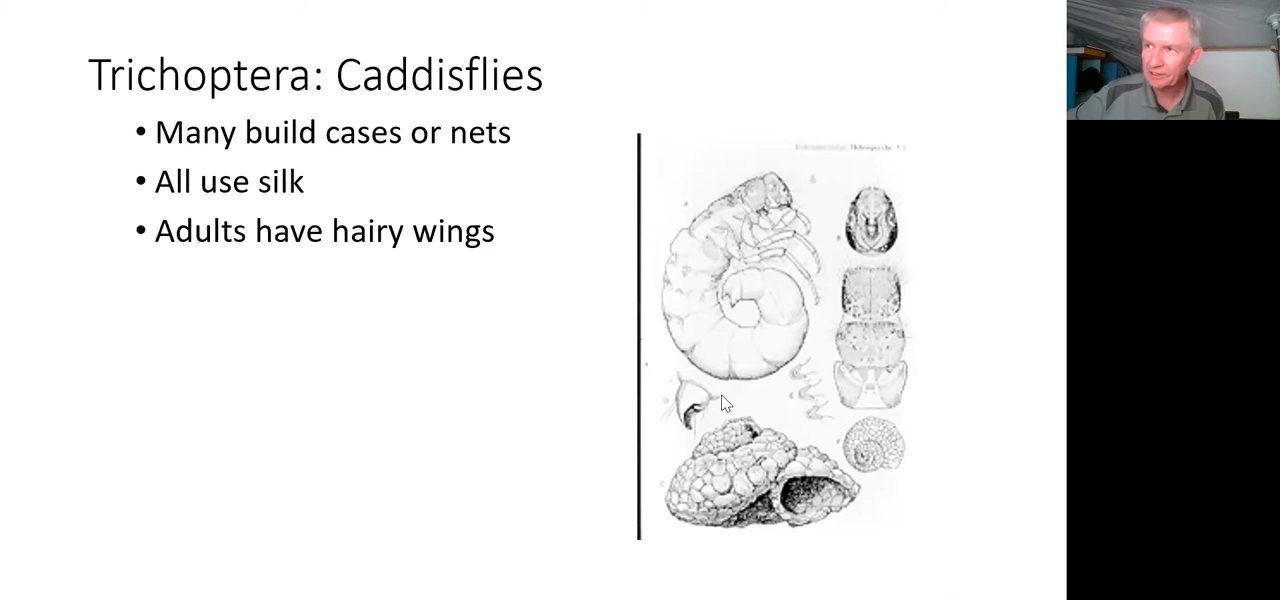 Trichoptera: Caddisflies
• Many build cases or nets
• All use silk
• Adults have hairy wings